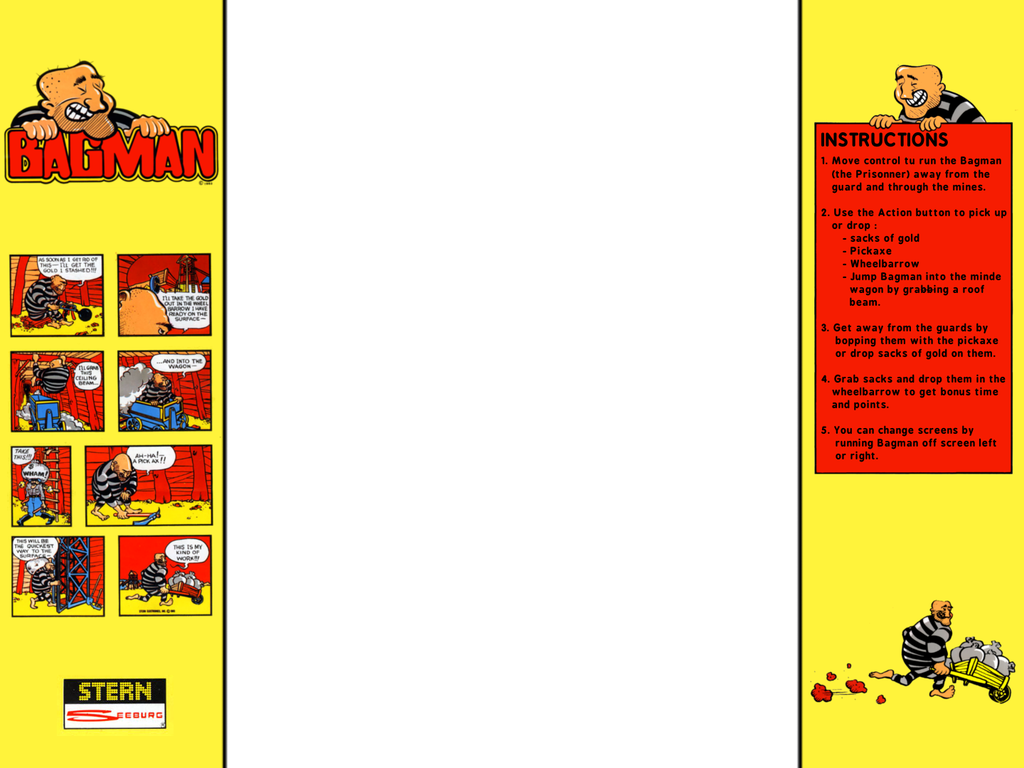 BAGMAN
AS SOON AS I GET RID OF
THIS— I'LL GET THE
GOLD I STASHED!!!
I'LL TAKE THE GOLD
OUT IN THE WHEEL
BARROW I HAVE
READY ON THE
SURFACE—
I'LL GRAB
THIS
CEILING
BEAM...
...AND INTO THE
WAGON—
TAKE
THIS!!!
WHAM!
AH-HA!—
A PICK AX!!
THIS WILL BE
THE QUICKEST
WAY TO THE
SURFACE—
THIS IS MY
KIND OF
WORK!!!
STERN
SEEBURG
INSTRUCTIONS
1. Move control tu run the Bagman
(the Prisonner) away from the
guard and through the mines.
2. Use the Action button to pick up
or drop :
- sacks of gold
- Pickaxe
- Wheelbarrow
- Jump Bagman into the minde
wagon by grabbing a roof
beam.
3. Get away from the guards by
bopping them with the pickaxe
or drop sacks of gold on them.
4. Grab sacks and drop them in the
wheelbarrow to get bonus time
and points.
5. You can change screens by
running Bagman off screen left
or right.